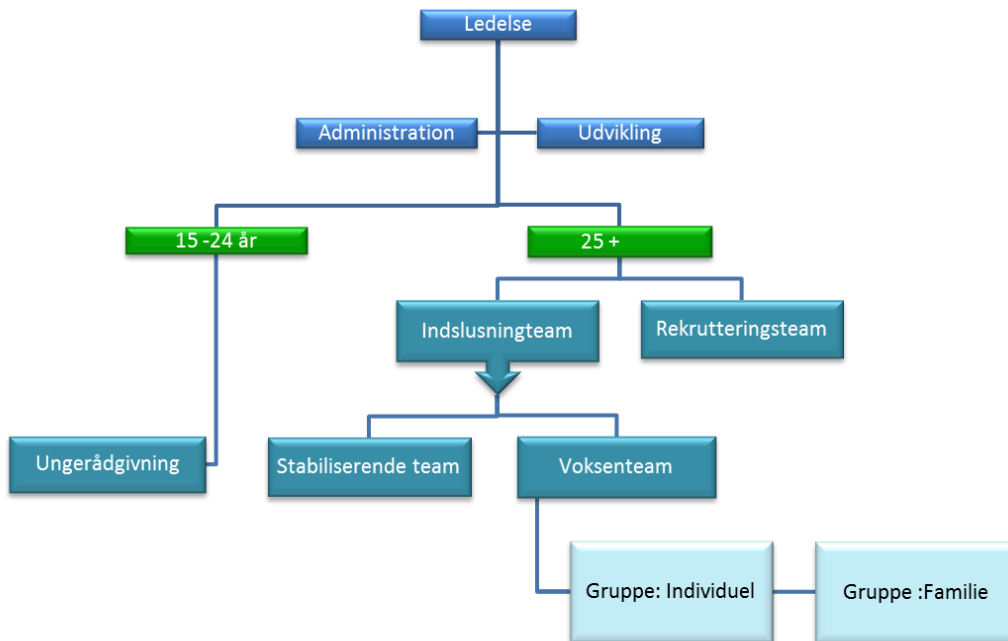 Ledelse
Administration
Udvikling
15 -24 år
25 +
Indslusningteam
Rekrutteringsteam
Ungerådgivning
Stabiliserende team
Voksenteam
Gruppe: Individuel
Gruppe :Familie